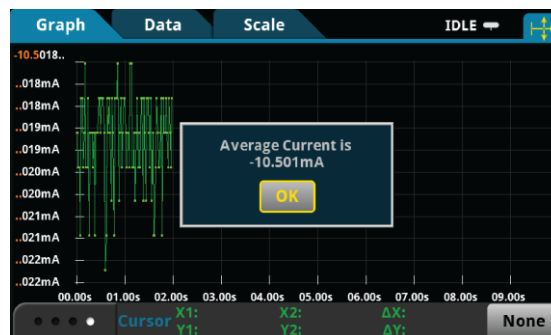 Graph Data Scale IDLE
-10.5018..
..018mA
..018mA
..019mA
..019mA
..020mA
..020mA
..021mA
..021mA
..022mA
..022mA
Average Current is
-10.501mA
OK
00.00s 01.00s 02.00s 03.00s 04.00s 05.00s 06.00s 07.00s 08.00s 09.00s
Cursor X1: X2: ΔX:
Y1: Y2: ΔY:
None